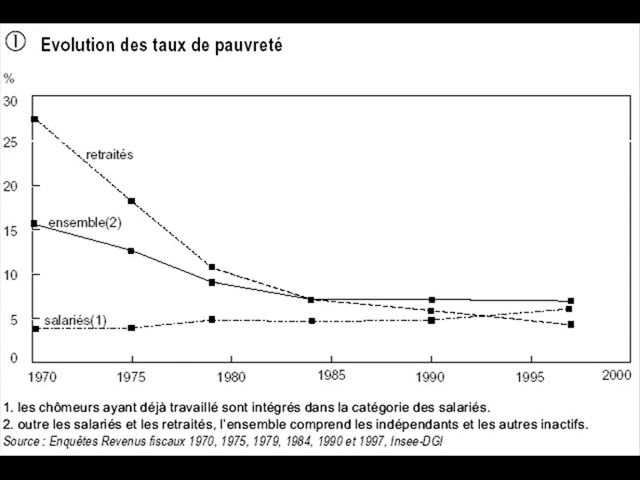 ① Evolution des taux de pauvreté
%
30
25
20
15
10
5
0
retraités
ensemble(2)
salariés(1)
1970 1975 1980 1985 1990 1995 2000
1. les chômeurs ayant déjà travaillé sont intégrés dans la catégorie des salariés.
2. outre les salariés et les retraités, l'ensemble comprend les indépendants et les autres inactifs.
Source : Enquêtes Revenus fiscaux 1970, 1975, 1979, 1984, 1990 et 1997, Insee-DGI